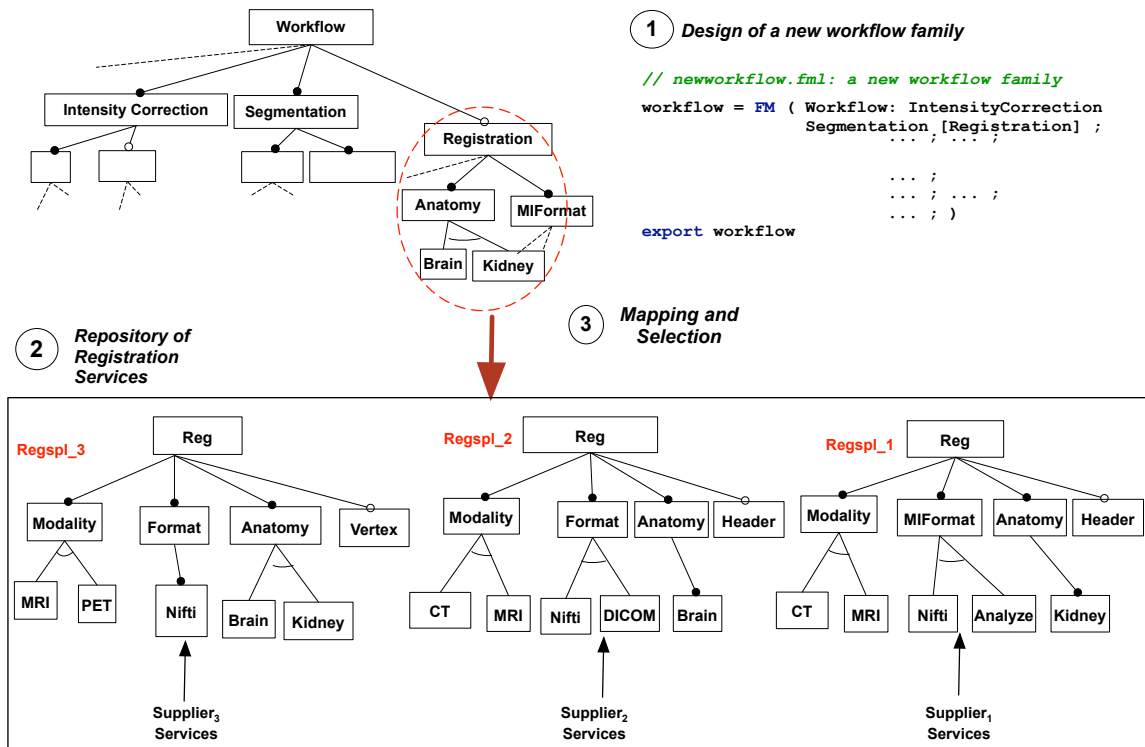 Workflow
Intensity Correction
Segmentation
Registration
Anatomy
MIFormat
Brain
Kidney
1
Design of a new workflow family
// newworkflow.fml: a new workflow family
workflow = FM ( Workflow: IntensityCorrection
Segmentation [Registration] ;
... ; ... ;
... ;
... ; ... ;
... ; )
export workflow
2
Repository of
Registration
Services
3
Mapping and
Selection
Regspl_3
Reg
Modality
Format
Anatomy
Vertex
MRI
PET
Nifti
Brain
Kidney
Supplier3
Services
Regspl_2
Reg
Modality
Format
Anatomy
Header
CT
MRI
Nifti
DICOM
Brain
Supplier2
Services
Regspl_1
Reg
Modality
MIFormat
Anatomy
Header
CT
MRI
Nifti
Analyze
Kidney
Supplier1
Services